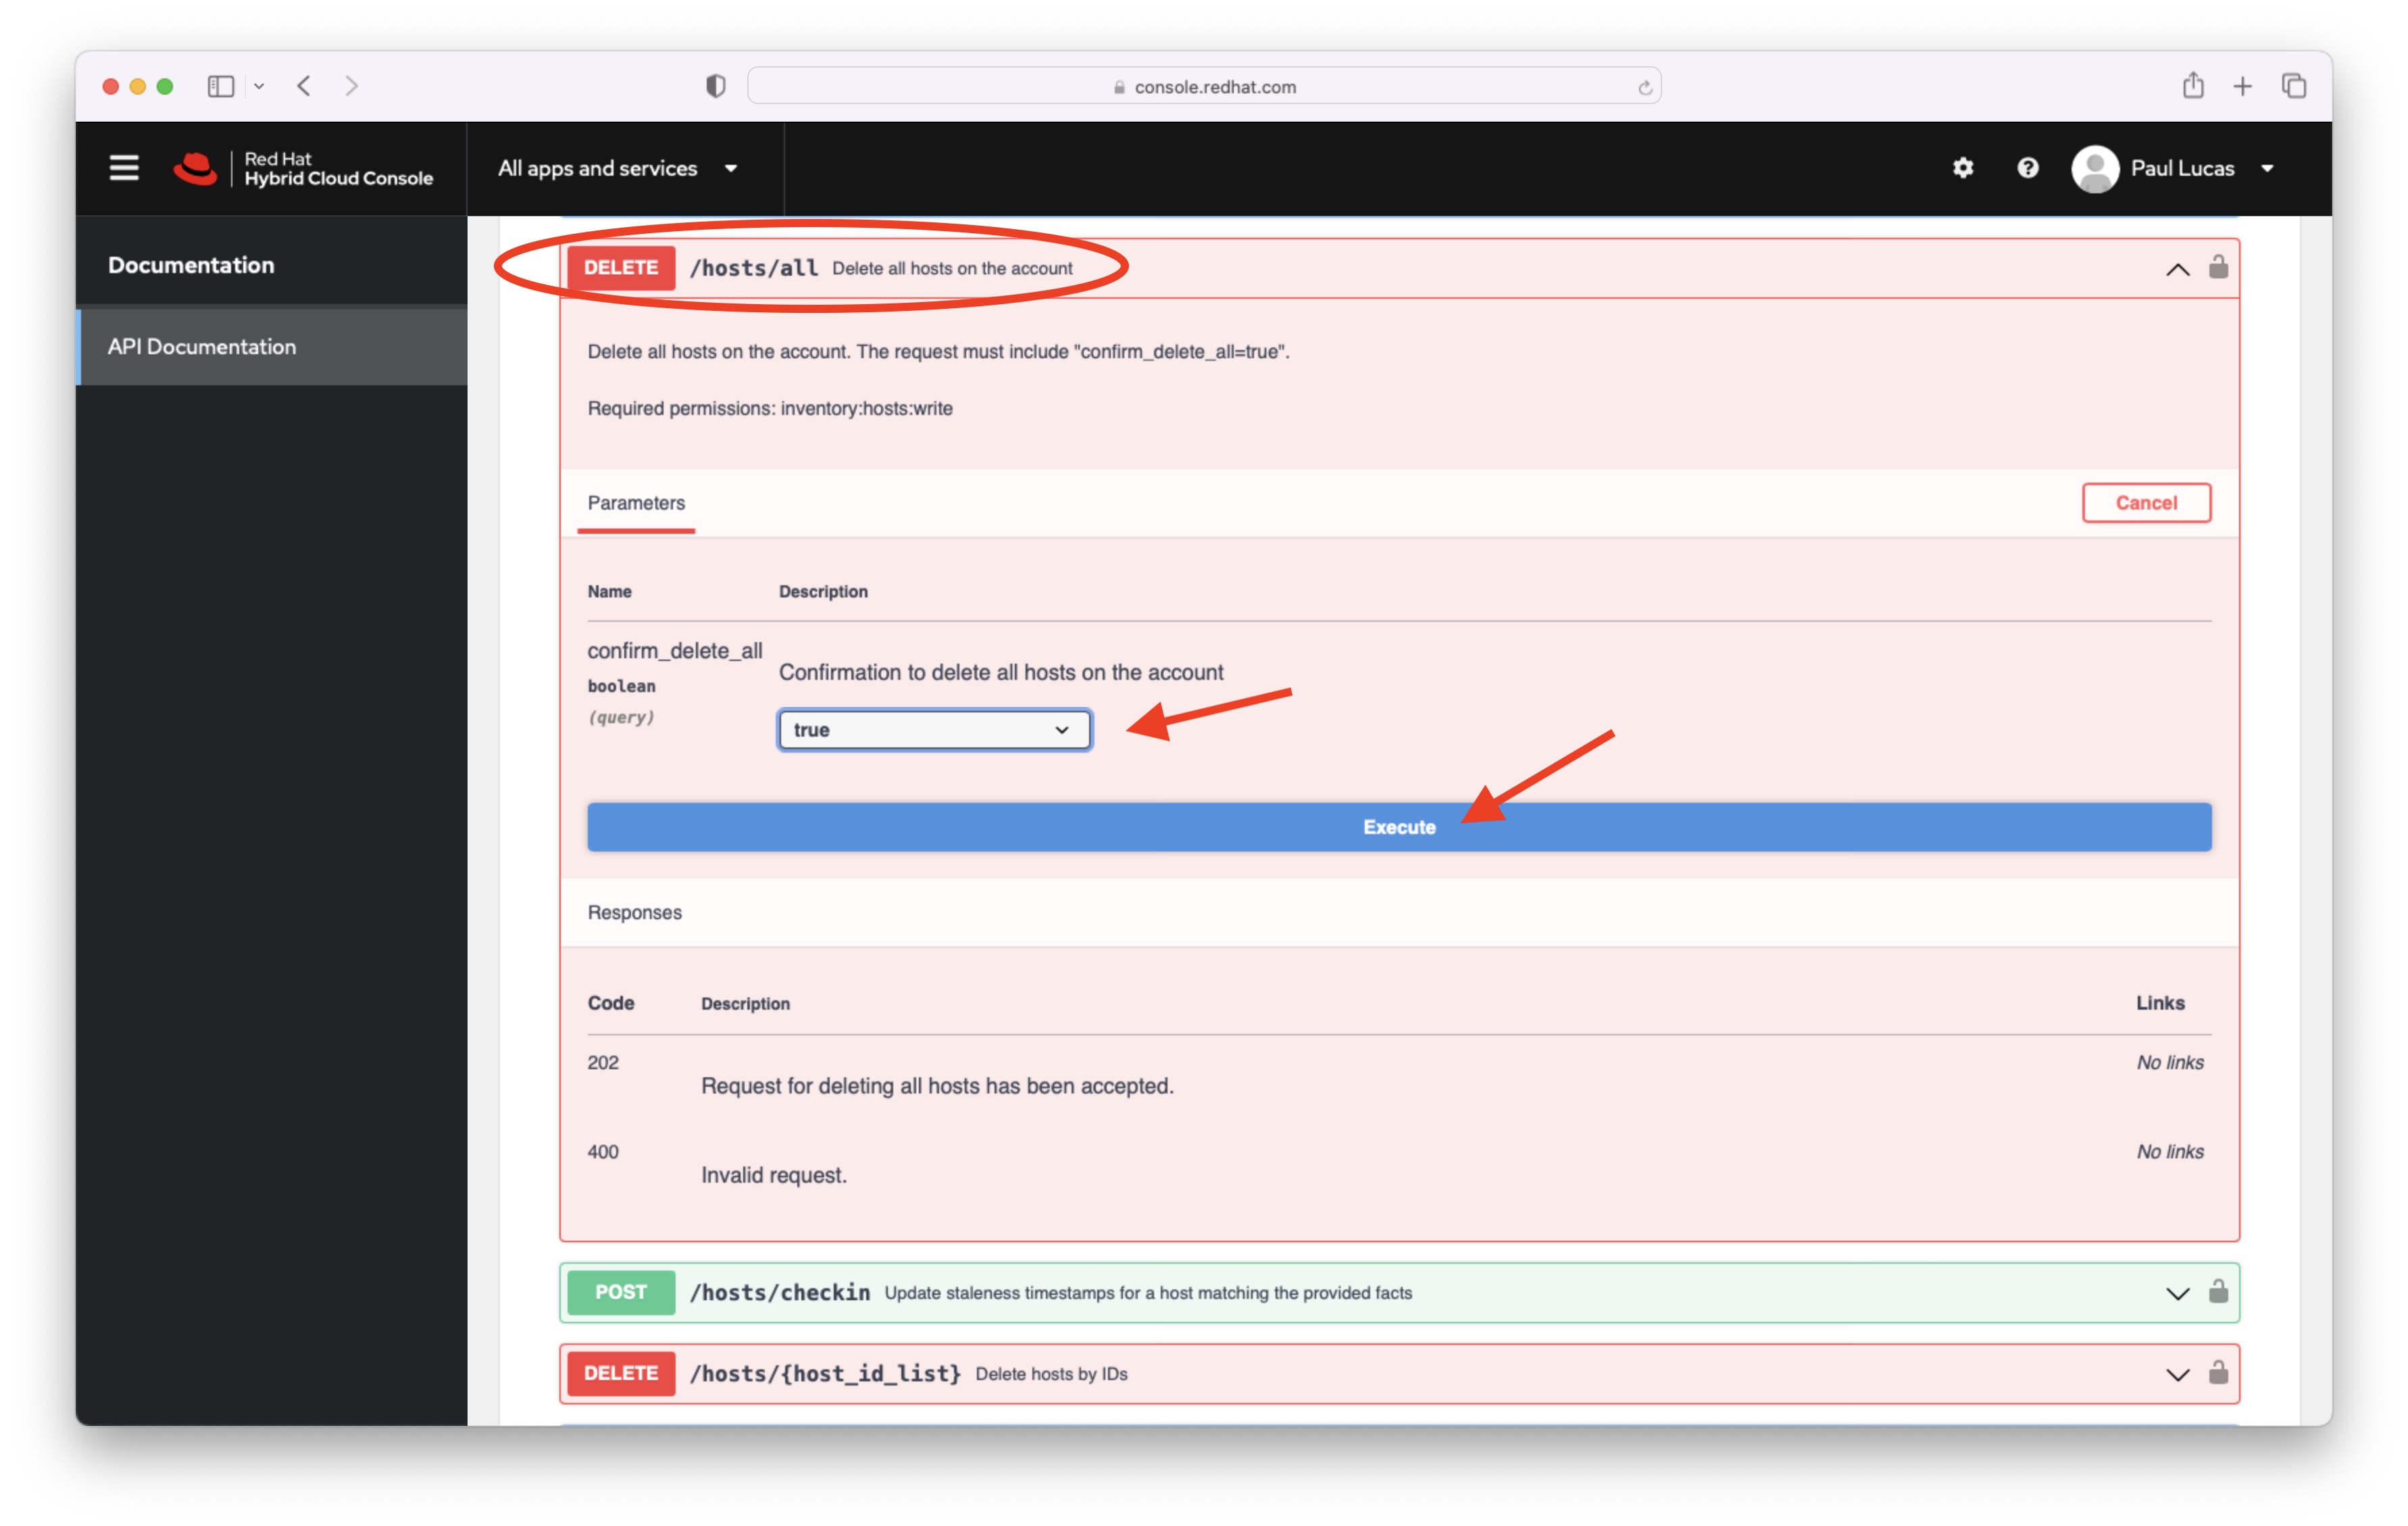 console.redhat.com
Red Hat
Hybrid Cloud Console
All apps and services
Paul Lucas
Documentation
API Documentation
DELETE /hosts/all Delete all hosts on the account
Delete all hosts on the account. The request must include "confirm_delete_all=true".
Required permissions: inventory:hosts:write
Parameters
Cancel
Name Description
confirm_delete_all
boolean
(query)
Confirmation to delete all hosts on the account
true
Execute
Responses
Code Description Links
202 No links
Request for deleting all hosts has been accepted.
400 No links
Invalid request.
POST /hosts/checkin Update staleness timestamps for a host matching the provided facts
DELETE /hosts/{host_id_list} Delete hosts by IDs